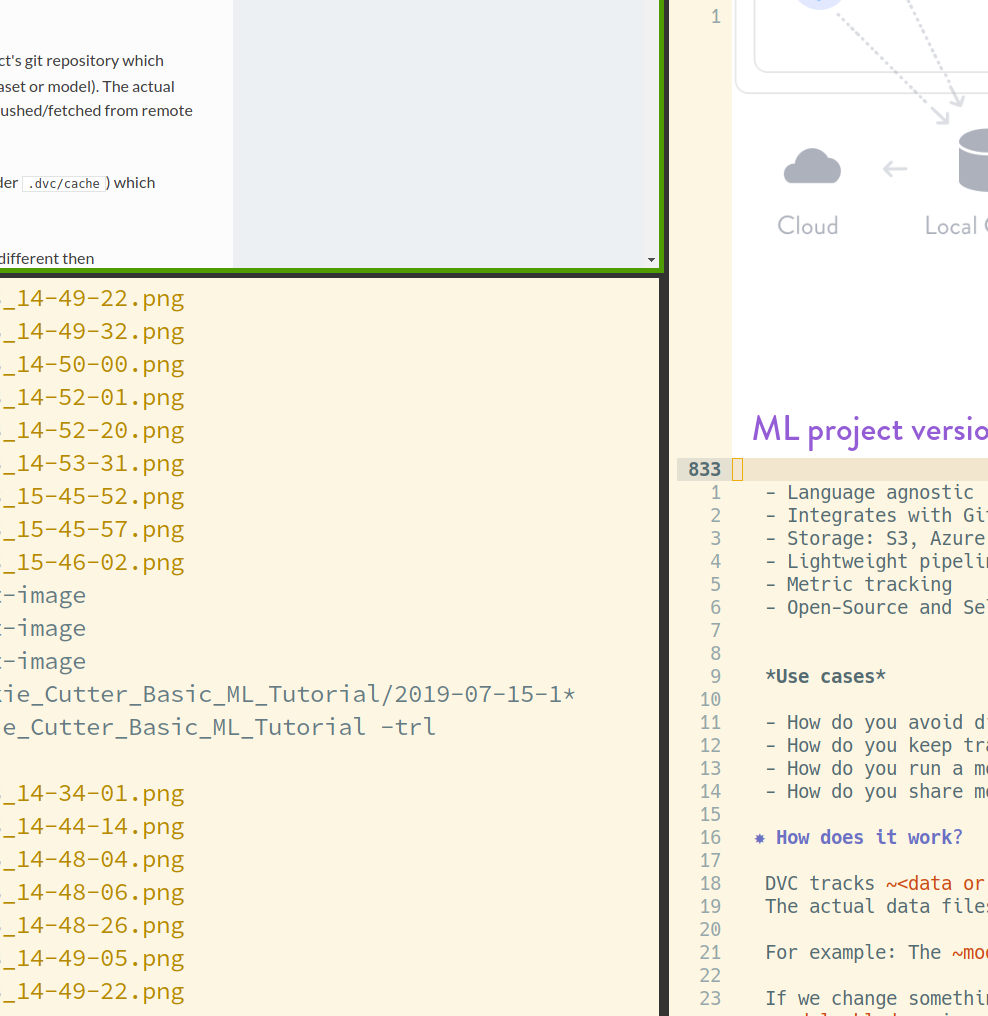 ct's git repository which
aset or model). The actual
ushed/fetched from remote
der .dvc/cache ) which
different then
_14-49-22.png
_14-49-32.png
_14-50-00.png
_14-52-01.png
_14-52-20.png
_14-53-31.png
_15-45-52.png
_15-45-57.png
_15-46-02.png
-image
-image
-image
kie_Cutter_Basic_ML_Tutorial/2019-07-15-1*
e_Cutter_Basic_ML_Tutorial -trl
_14-34-01.png
_14-44-14.png
_14-48-04.png
_14-48-06.png
_14-48-26.png
_14-49-05.png
_14-49-22.png
1
Cloud
Local
ML project versio
833
1 - Language agnostic
2 - Integrates with Gi
3 - Storage: S3, Azure
4 - Lightweight pipelin
5 - Metric tracking
6 - Open-Source and Se
7
8
9 *Use cases*
10
11 - How do you avoid d
12 - How do you keep tra
13 - How do you run a mo
14 - How do you share mo
15
16 ✸ How does it work?
17
18 DVC tracks ~<data or
19 The actual data files
20
21 For example: The ~mod
22
23 If we change somethin